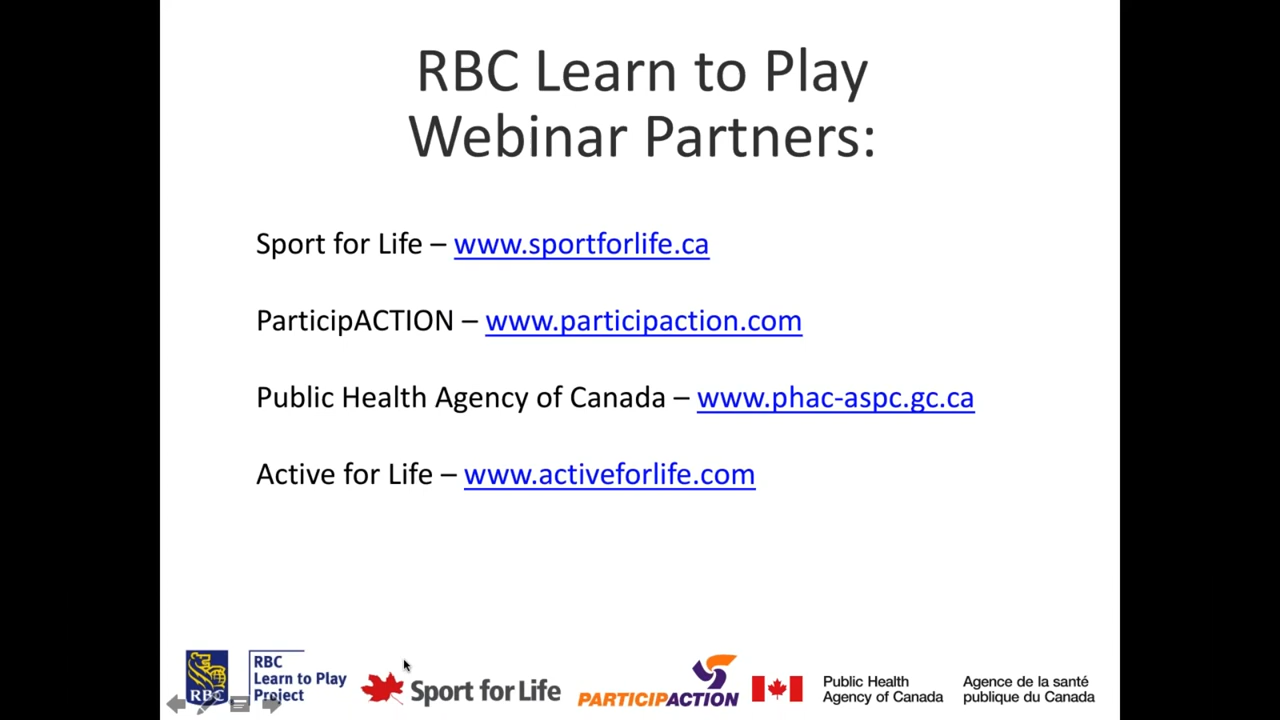 RBC Learn to Play
Webinar Partners:
Sport for Life – www.sportforlife.ca
ParticipACTION – www.participaction.com
Public Health Agency of Canada – www.phac-aspc.gc.ca
Active for Life – www.activeforlife.com
RBC
RBC
Learn to Play
Project
Sport for Life
PARTICIPACTION
Public Health
Agency of Canada
Agence de la santé
publique du Canada